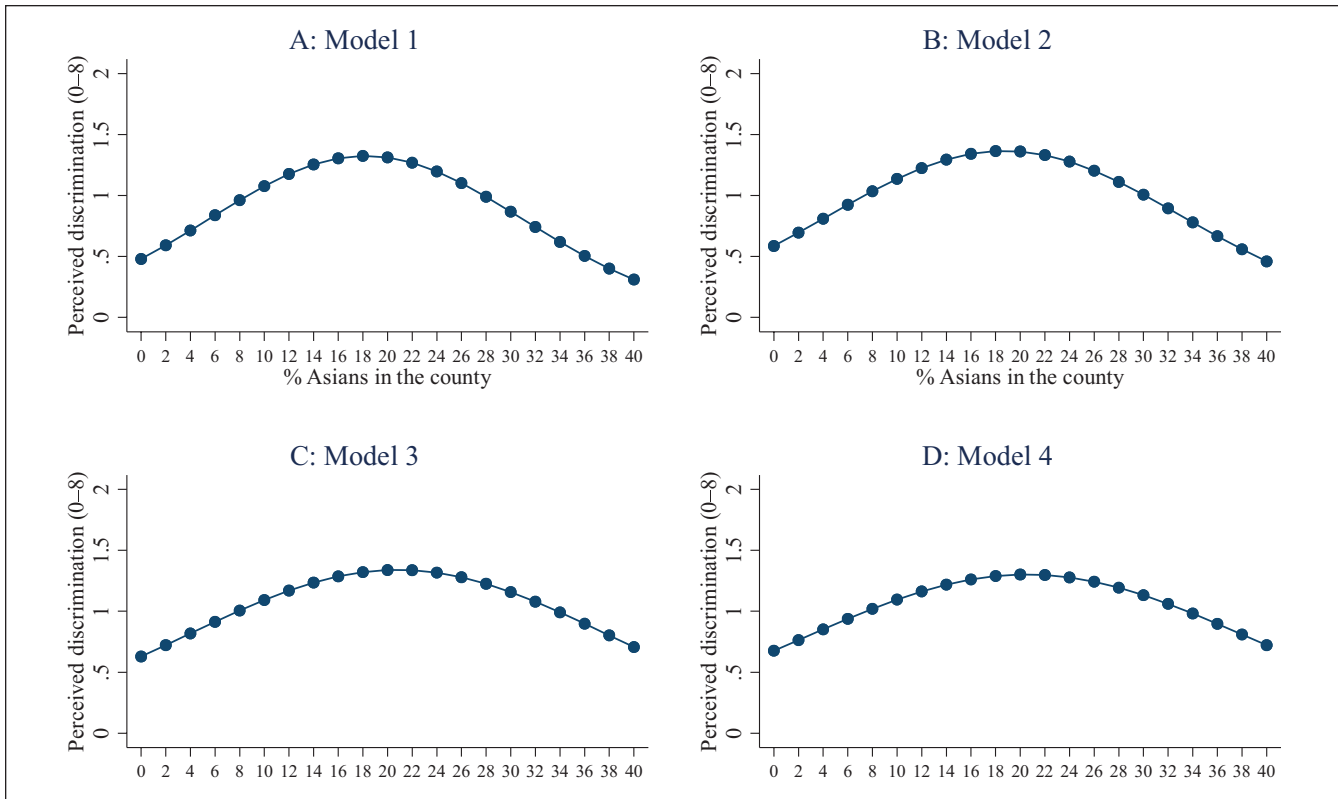 A: Model 1
Perceived discrimination (0–8)
2
1.5
1
.5
0
0 2 4 6 8 10 12 14 16 18 20 22 24 26 28 30 32 34 36 38 40
% Asians in the county
B: Model 2
Perceived discrimination (0–8)
2
1.5
1
.5
0
0 2 4 6 8 10 12 14 16 18 20 22 24 26 28 30 32 34 36 38 40
% Asians in the county
C: Model 3
Perceived discrimination (0–8)
2
1.5
1
.5
0
0 2 4 6 8 10 12 14 16 18 20 22 24 26 28 30 32 34 36 38 40
D: Model 4
Perceived discrimination (0–8)
2
1.5
1
.5
0
0 2 4 6 8 10 12 14 16 18 20 22 24 26 28 30 32 34 36 38 40